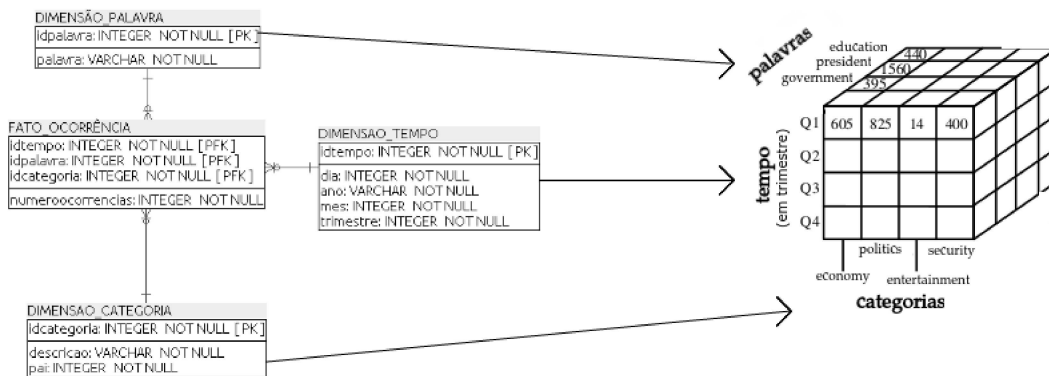 DIMENSÃO_PALAVRA
idpalavra: INTEGER NOT NULL [PK]
palavra: VARCHAR NOT NULL
FATO_OCORRÊNCIA
idtempo: INTEGER NOT NULL [PFK]
idpalavra: INTEGER NOT NULL [PFK]
idcategoria: INTEGER NOT NULL [PFK]
numeroocorrencias: INTEGER NOT NULL
DIMENSAO_TEMPO
idtempo: INTEGER NOT NULL [PK]
dia: INTEGER NOT NULL
ano: VARCHAR NOT NULL
mes: INTEGER NOT NULL
trimestre: INTEGER NOT NULL
DIMENSAO_CATEGORIA
idcategoria: INTEGER NOT NULL [PK]
descricao: VARCHAR NOT NULL
pai: INTEGER NOT NULL
palavras
education
president
government
440
1560
395
tempo
(em trimestre)
Q1 605 825 14 400
Q2
Q3
Q4
politics security
economy entertainment
categorias